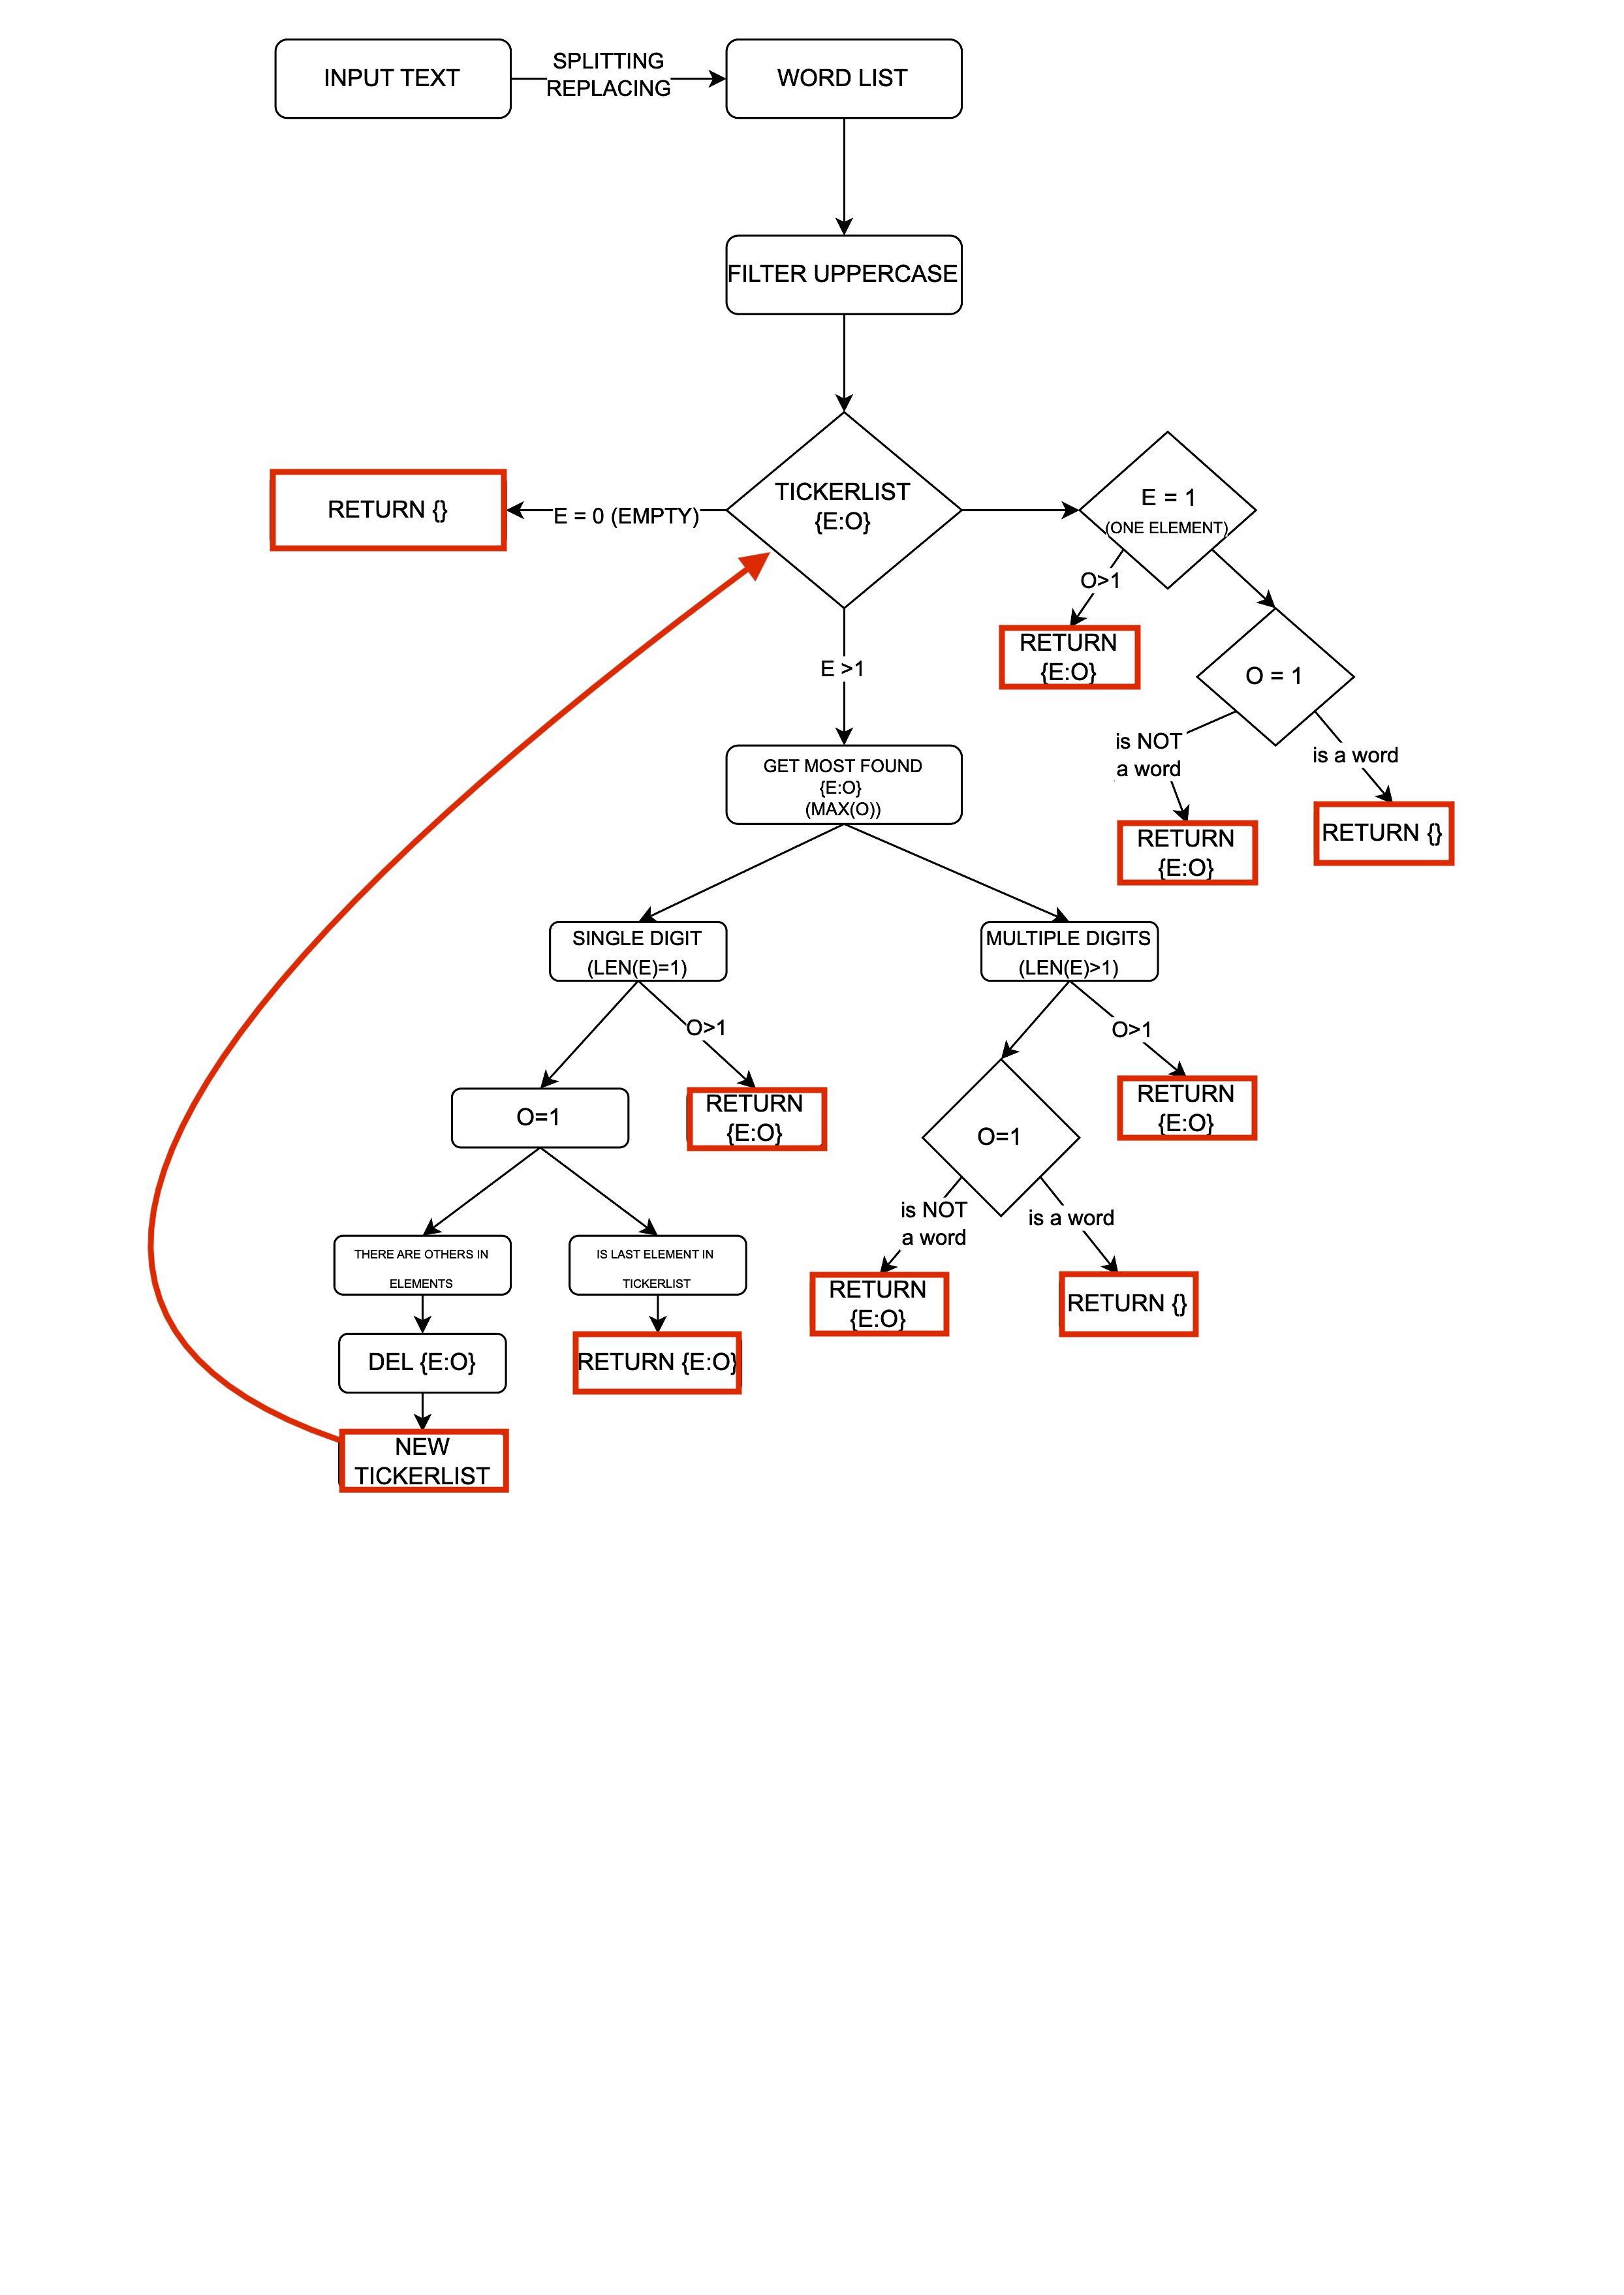 INPUT TEXT
SPLITTING
REPLACING
WORD LIST
FILTER UPPERCASE
RETURN {}
E = 0 (EMPTY)
TICKERLIST
{E:O}
E = 1
(ONE ELEMENT)
O>1
RETURN
{E:O}
O = 1
E >1
is NOT
a word
is a word
RETURN
{E:O}
RETURN {}
GET MOST FOUND
{E:O}
(MAX(O))
SINGLE DIGIT
(LEN(E)=1)
MULTIPLE DIGITS
(LEN(E)>1)
O>1
O>1
O=1
RETURN
{E:O}
O=1
RETURN
{E:O}
is NOT
a word
is a word
THERE ARE OTHERS IN
ELEMENTS
IS LAST ELEMENT IN
TICKERLIST
RETURN
{E:O}
RETURN {}
DEL {E:O}
RETURN {E:O}
NEW
TICKERLIST